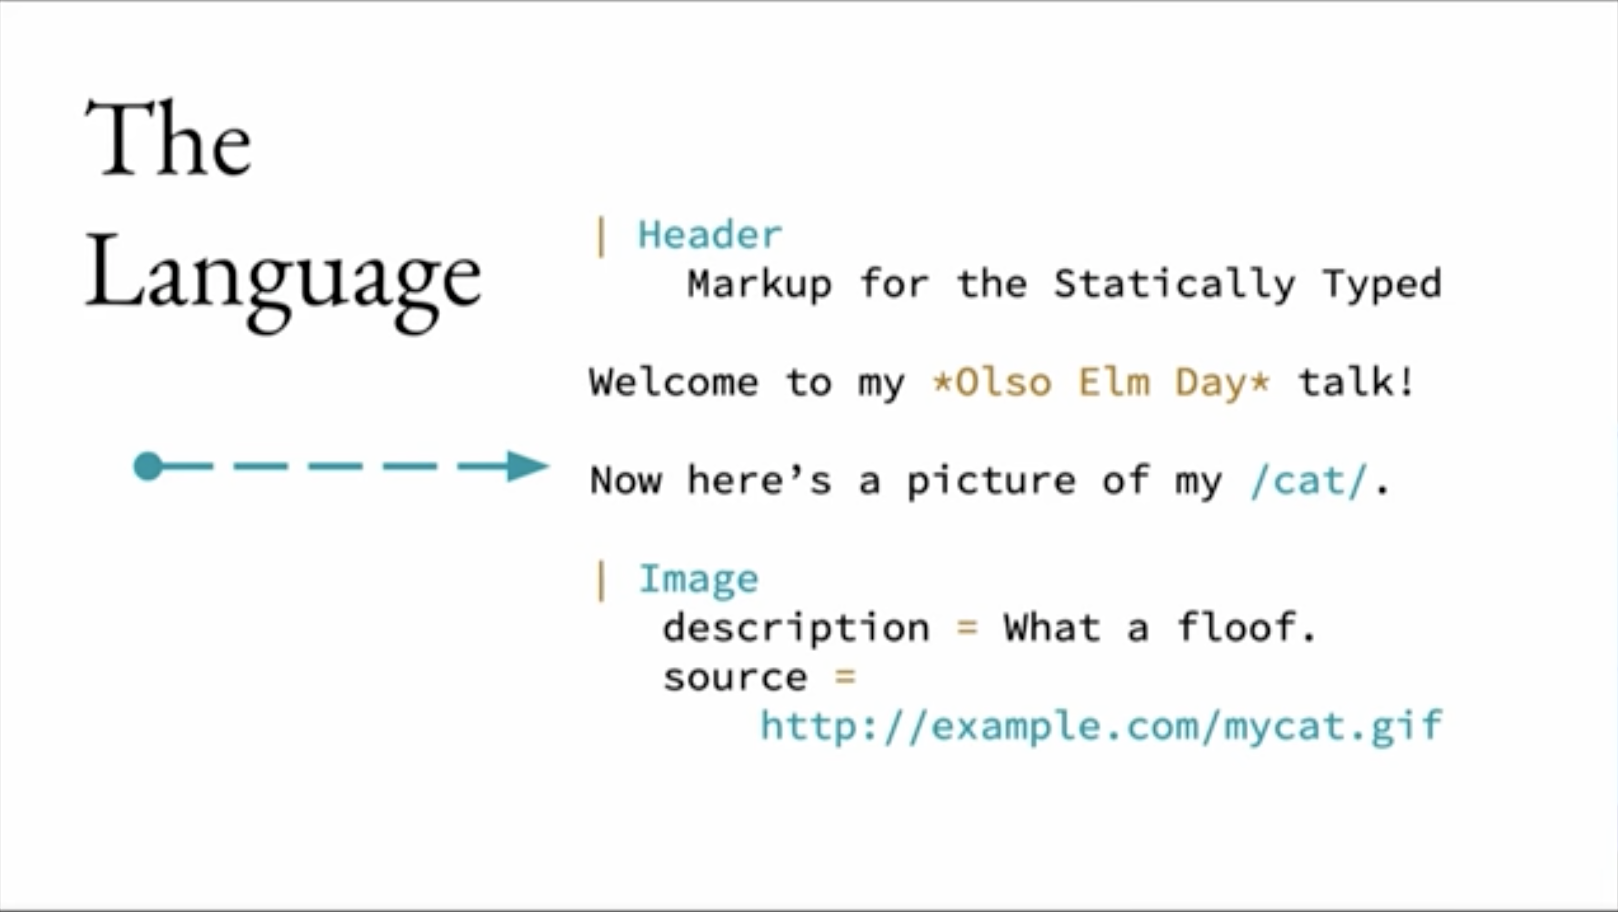 The
Language
| Header
Markup for the Statically Typed
Welcome to my *Olso Elm Day* talk!
Now here’s a picture of my /cat/.
| Image
description = What a floof.
source =
http://example.com/mycat.gif